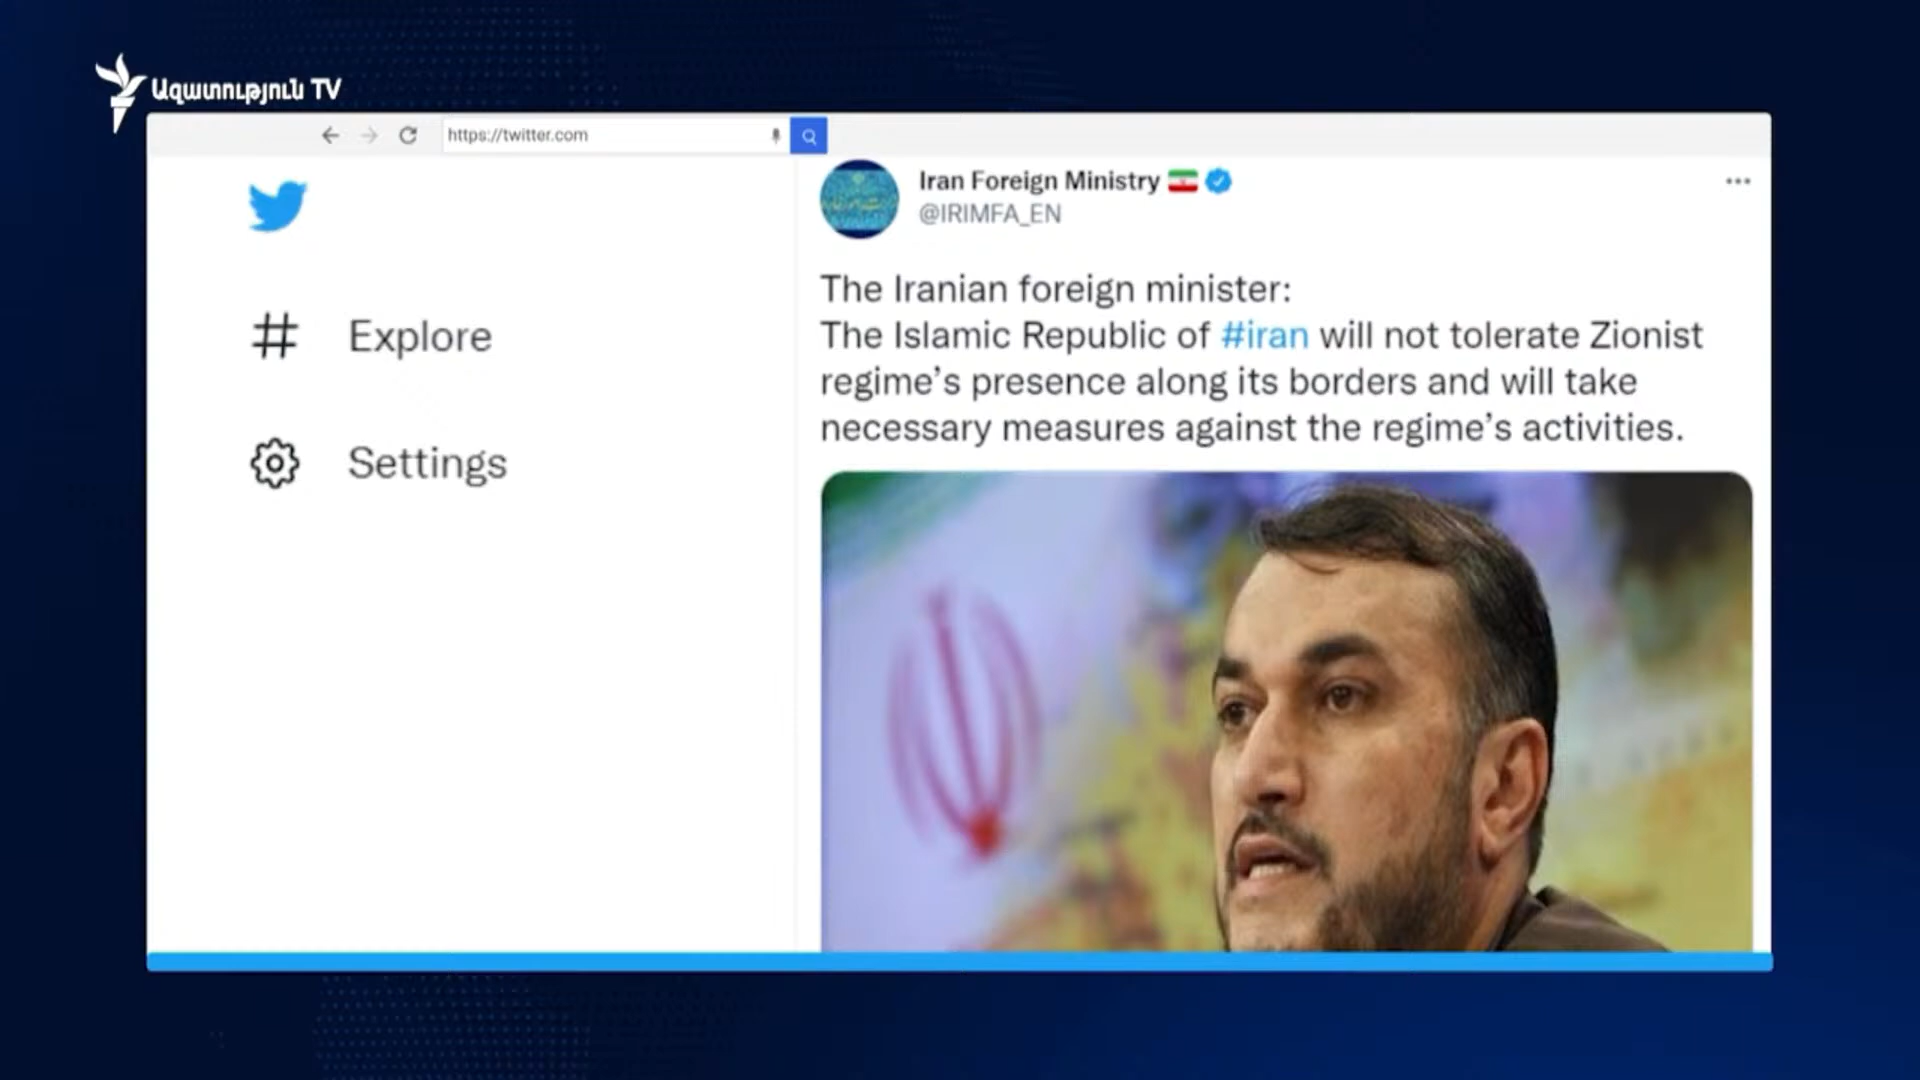 Ազատություն TV
https://twitter.com
Explore
Settings
Iran Foreign Ministry
@IRIMFA_EN
The Iranian foreign minister:
The Islamic Republic of #iran will not tolerate Zionist
regime’s presence along its borders and will take
necessary measures against the regime’s activities.